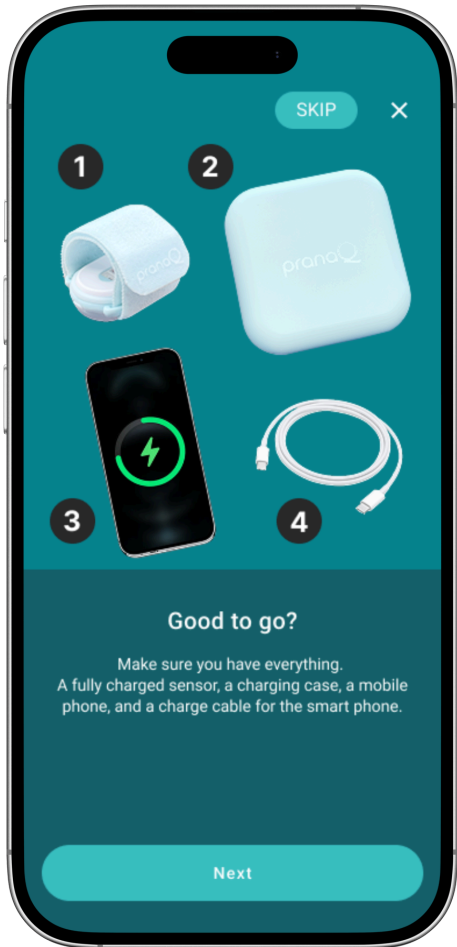 SKIP
1
2
pranaQ
pranaQ
3
4
Good to go?
Make sure you have everything.
A fully charged sensor, a charging case, a mobile
phone, and a charge cable for the smart phone.
Next